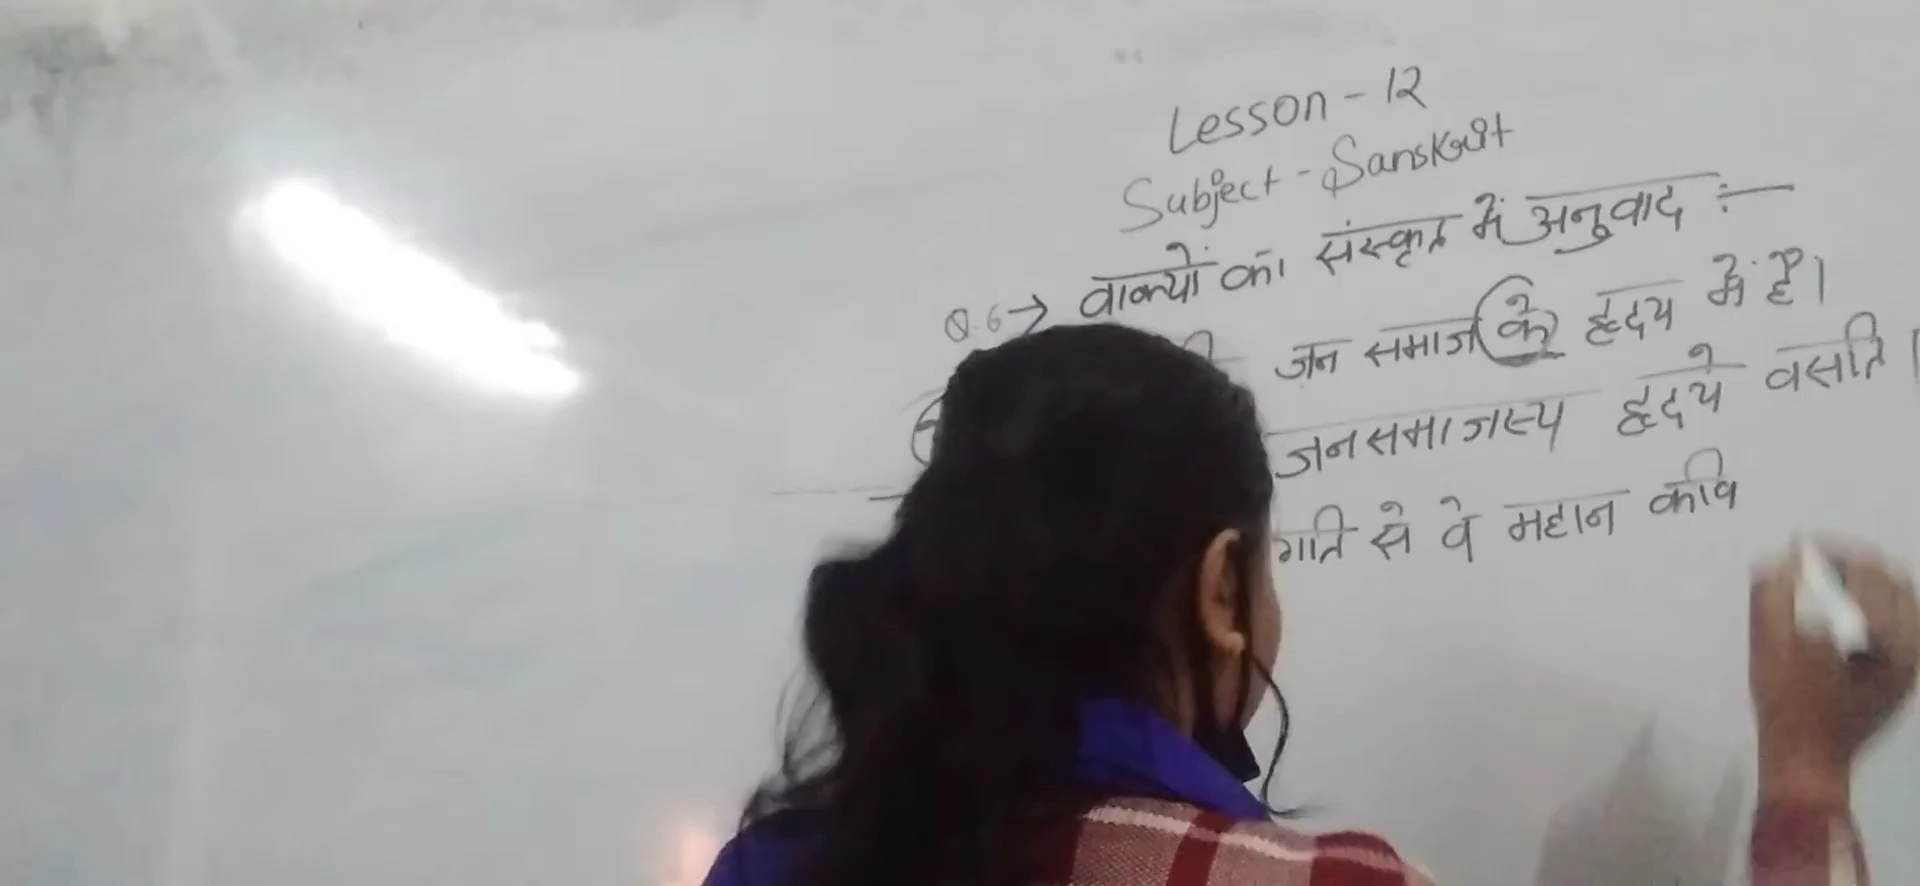 Lesson - 12
Subject - Sanskrit
Q.6 → वाक्यों का संस्कृत में अनुवाद :-
जन समाज के हृदय में है।
जनसमाजस्य हृदये वसति।
गति से वे महान कवि